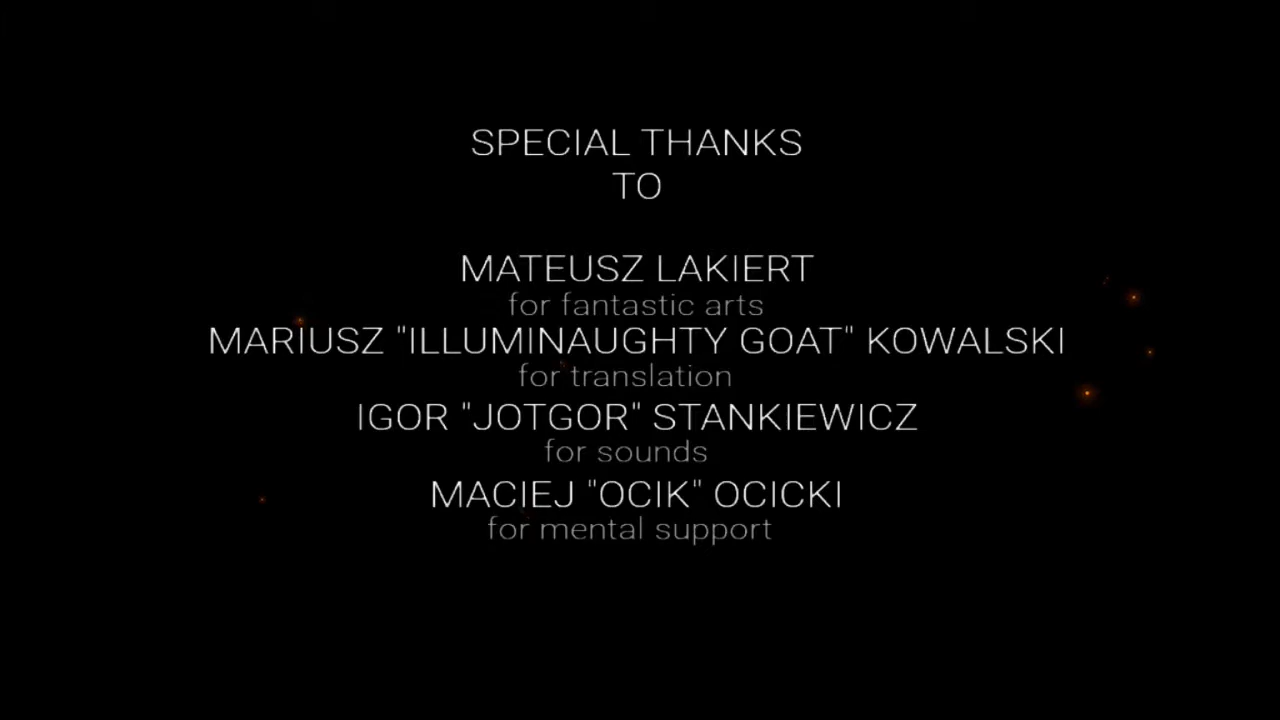 SPECIAL THANKS
TO
MATEUSZ LAKIERT
for fantastic arts
MARIUSZ "ILLUMINAUGHTY GOAT" KOWALSKI
for translation
IGOR "JOTGOR" STANKIEWICZ
for sounds
MACIEJ "OCIK" OCICKI
for mental support